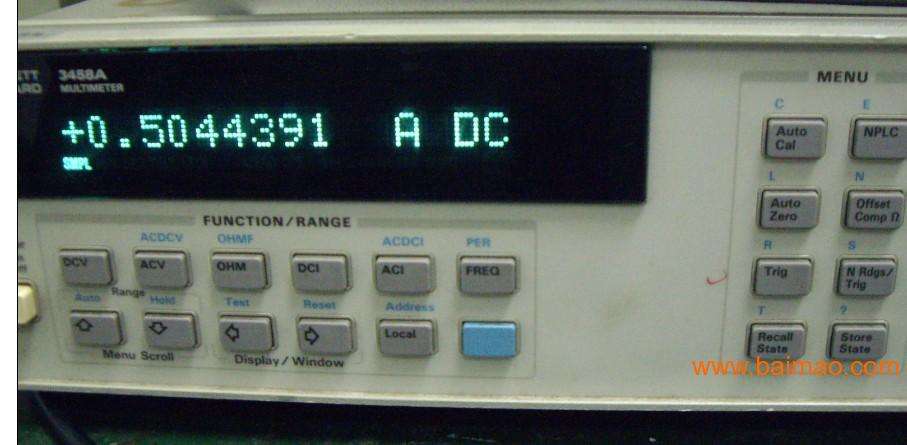 TT 3458A
ARD MULTIMETER
+0.5044391 A DC
SMPL
MENU
C E
Auto Cal NPLC
L N
Auto Zero Offset Comp Ω
R S
Trig N Rdgs/ Trig
T ?
Recall State Store State
FUNCTION / RANGE
ACDCV OHMF ACDCI PER
DCV ACV OHM DCI ACI FREQ
Auto Range Hold Test Reset Address
Local
Menu Scroll Display / Window
www.baimao.com